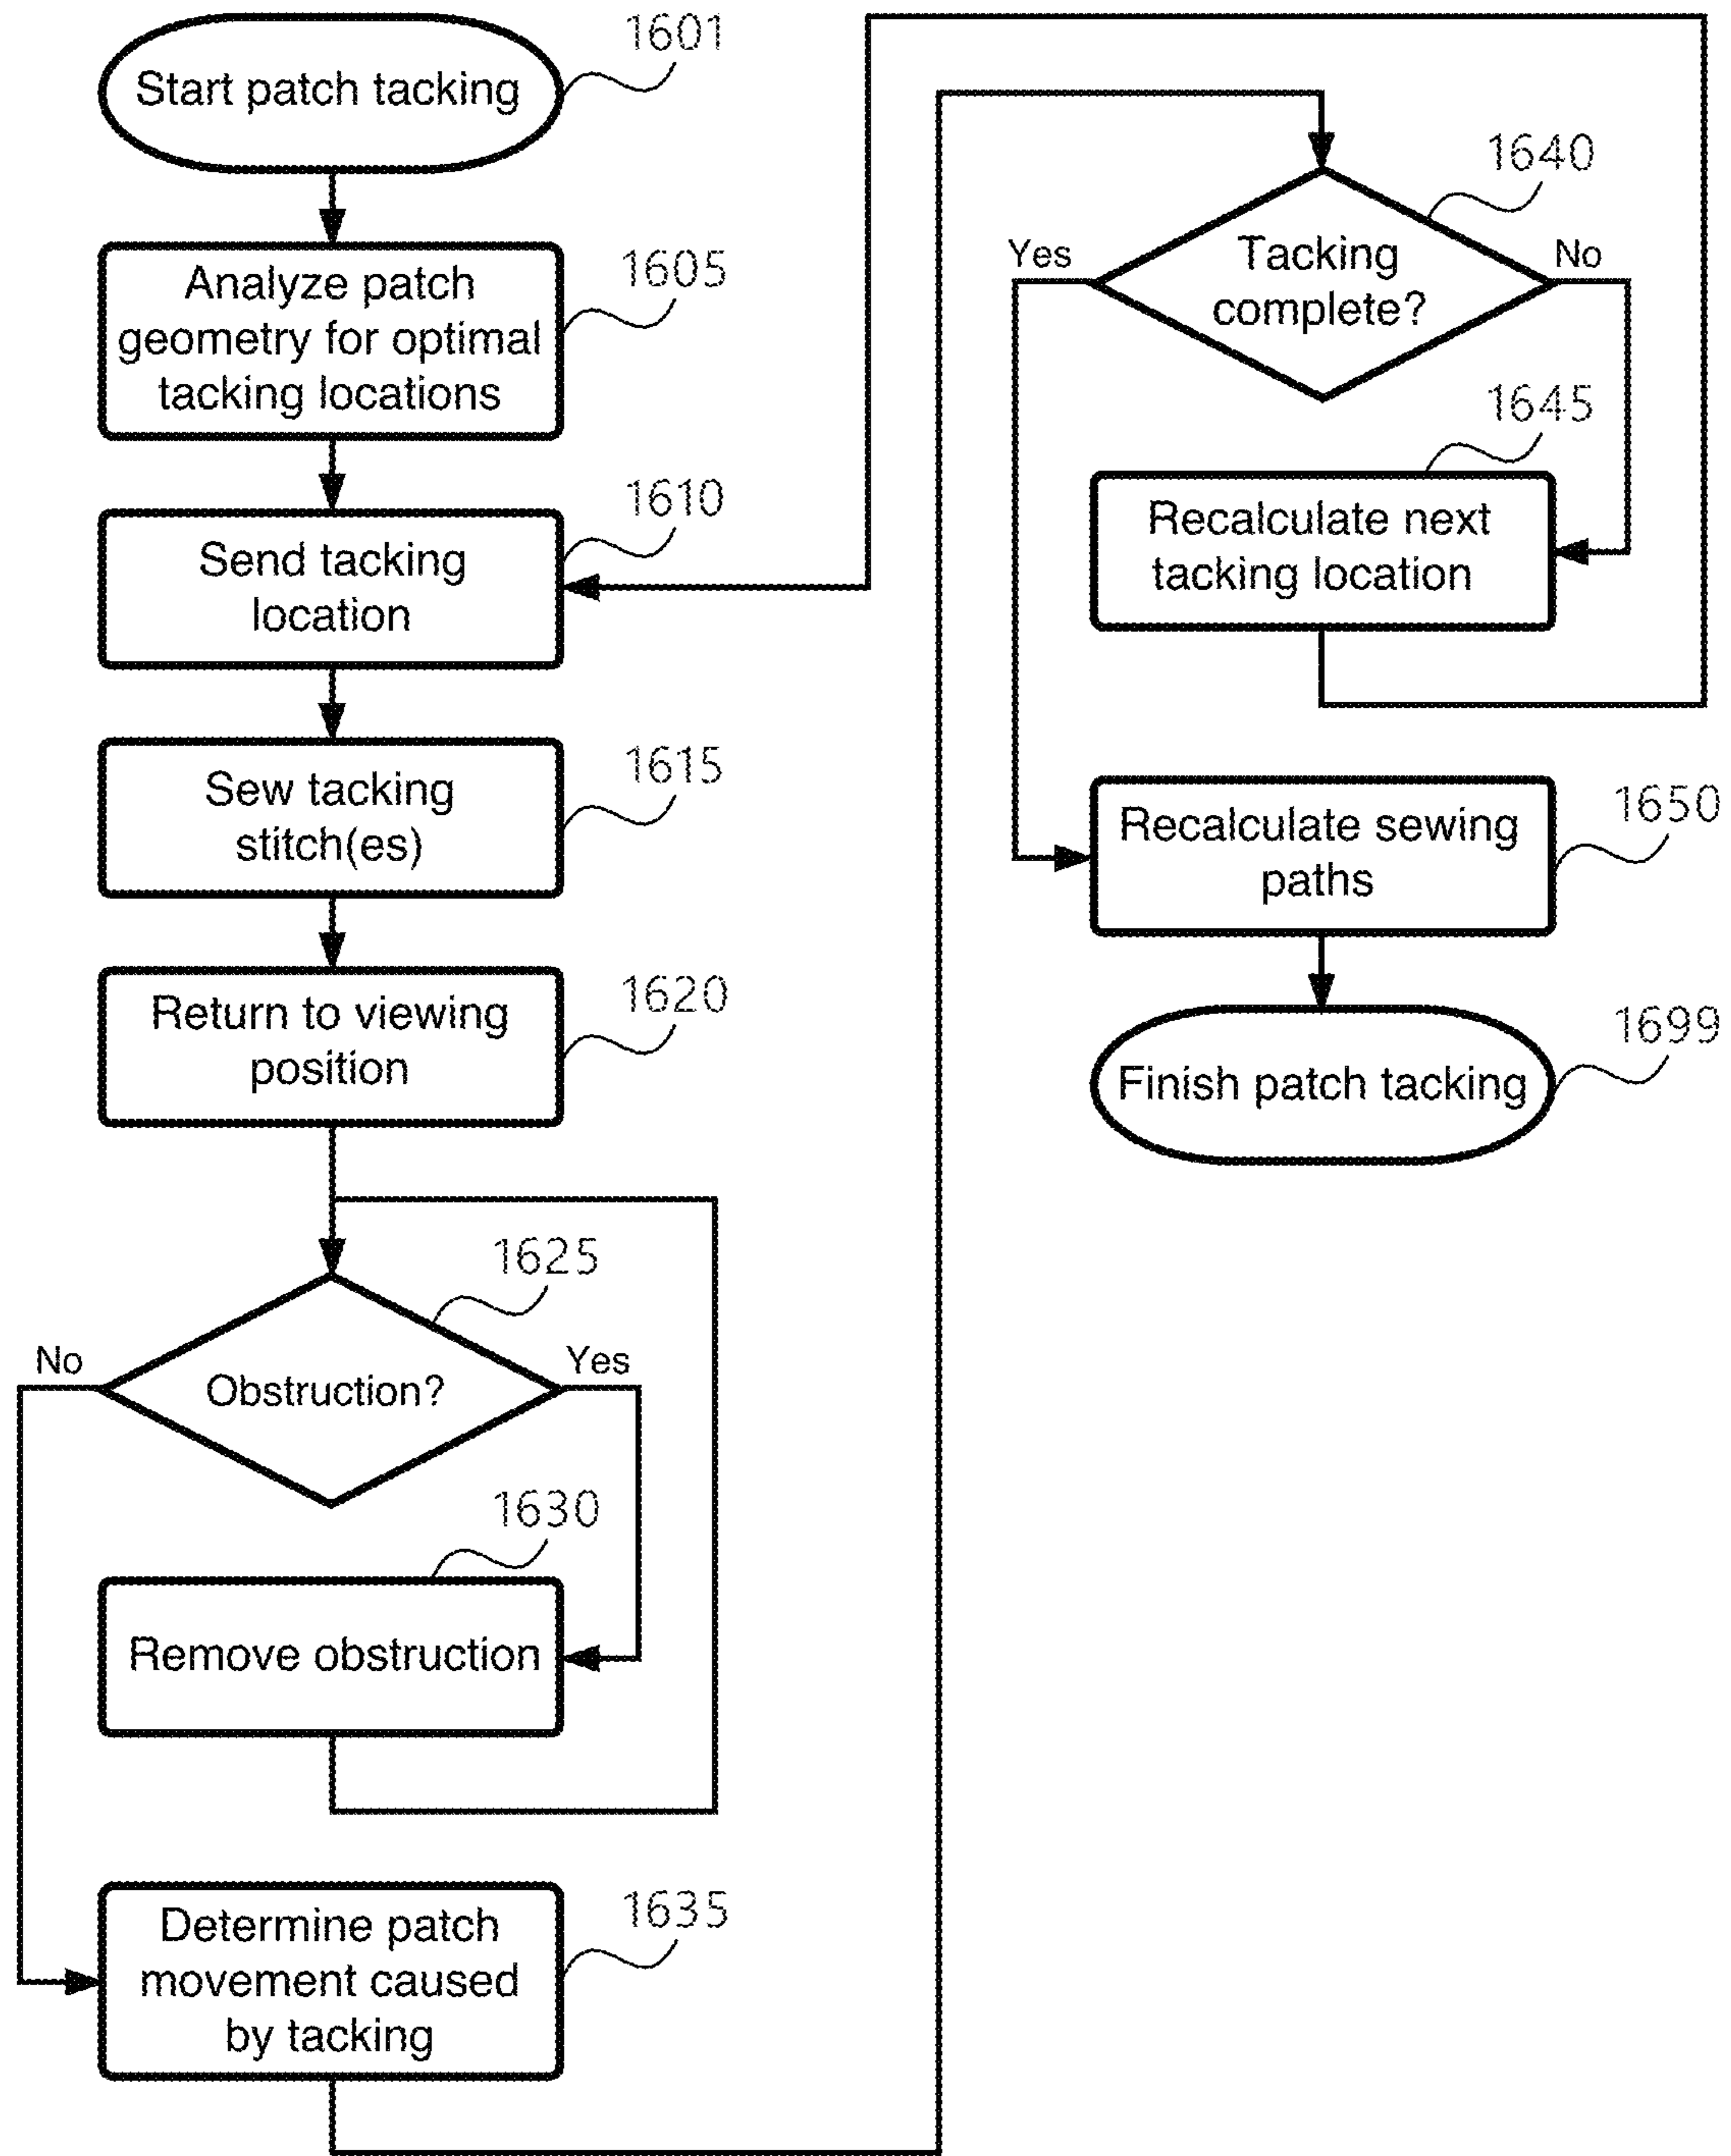 1601
Start patch tacking
1605
Analyze patch
geometry for optimal
tacking locations
1610
Send tacking
location
1615
Sew tacking
stitch(es)
1620
Return to viewing
position
1625
No
Yes
Obstruction?
1630
Remove obstruction
1635
Determine patch
movement caused
by tacking
1640
Yes
No
Tacking
complete?
1645
Recalculate next
tacking location
1650
Recalculate sewing
paths
1699
Finish patch tacking